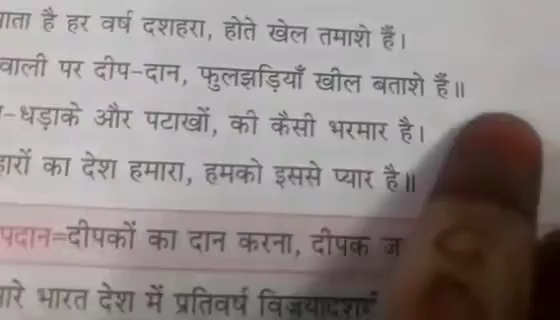 है हर वर्ष दशहरा, होते खेल तमाशे हैं।
पर दीप-दान, फुलझड़ियाँ खील बताशे हैं॥
-धड़ाके और पटाखों, की कैसी भरमार है।
का देश हमारा, हमको इससे प्यार है॥
=दीपकों का दान करना, दीपक
भारत देश में प्रतिवर्ष